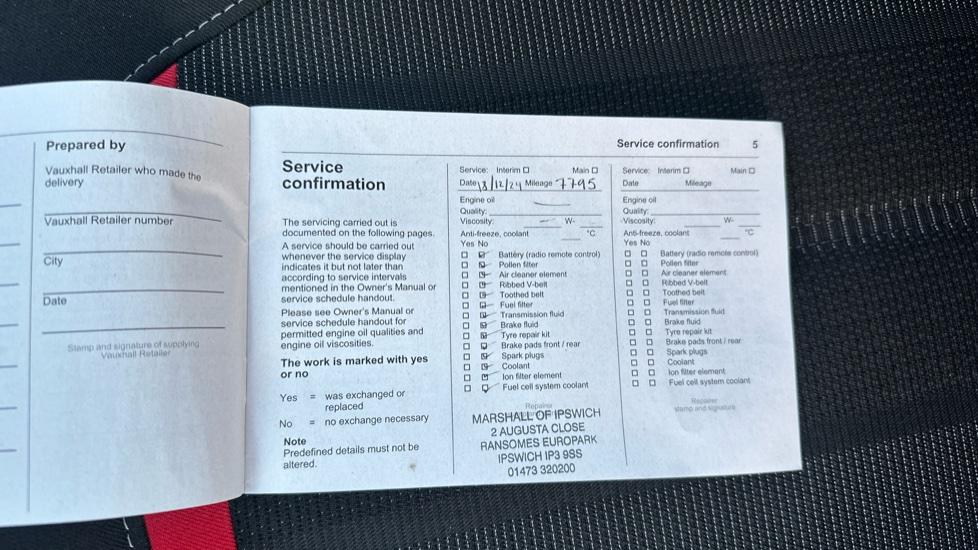 Prepared by
Vauxhall Retailer who made the
delivery
Vauxhall Retailer number
City
Date
Stamp and signature of supplying
Vauxhall Retailer
Service confirmation 5
Service
confirmation
The servicing carried out is
documented on the following pages.
A service should be carried out
whenever the service display
indicates it but not later than
according to service intervals
mentioned in the Owner's Manual or
service schedule handout.
Please see Owner's Manual or
service schedule handout for
permitted engine oil qualities and
engine oil viscosities.
The work is marked with yes
or no
Yes = was exchanged or
replaced
No = no exchange necessary
Note
Predefined details must not be
altered.
Service: Interim Main
Date 13/12/24 Mileage 7795
Engine oil
Quality:
Viscosity: W-
Anti-freeze, coolant °C
Yes No
Battery (radio remote control)
Pollen filter
Air cleaner element
Ribbed V-belt
Toothed belt
Fuel filter
Transmission fluid
Brake fluid
Tyre repair kit
Brake pads front / rear
Spark plugs
Coolant
Ion filter element
Fuel cell system coolant
Repairer
MARSHALL OF IPSWICH
2 AUGUSTA CLOSE
RANSOMES EUROPARK
IPSWICH IP3 9SS
01473 320200
Service: Interim Main
Date Mileage
Engine oil
Quality:
Viscosity: W-
Anti-freeze, coolant °C
Yes No
Battery (radio remote control)
Pollen filter
Air cleaner element
Ribbed V-belt
Toothed belt
Fuel filter
Transmission fluid
Brake fluid
Tyre repair kit
Brake pads front / rear
Spark plugs
Coolant
Ion filter element
Fuel cell system coolant
Repairer
stamp and signature